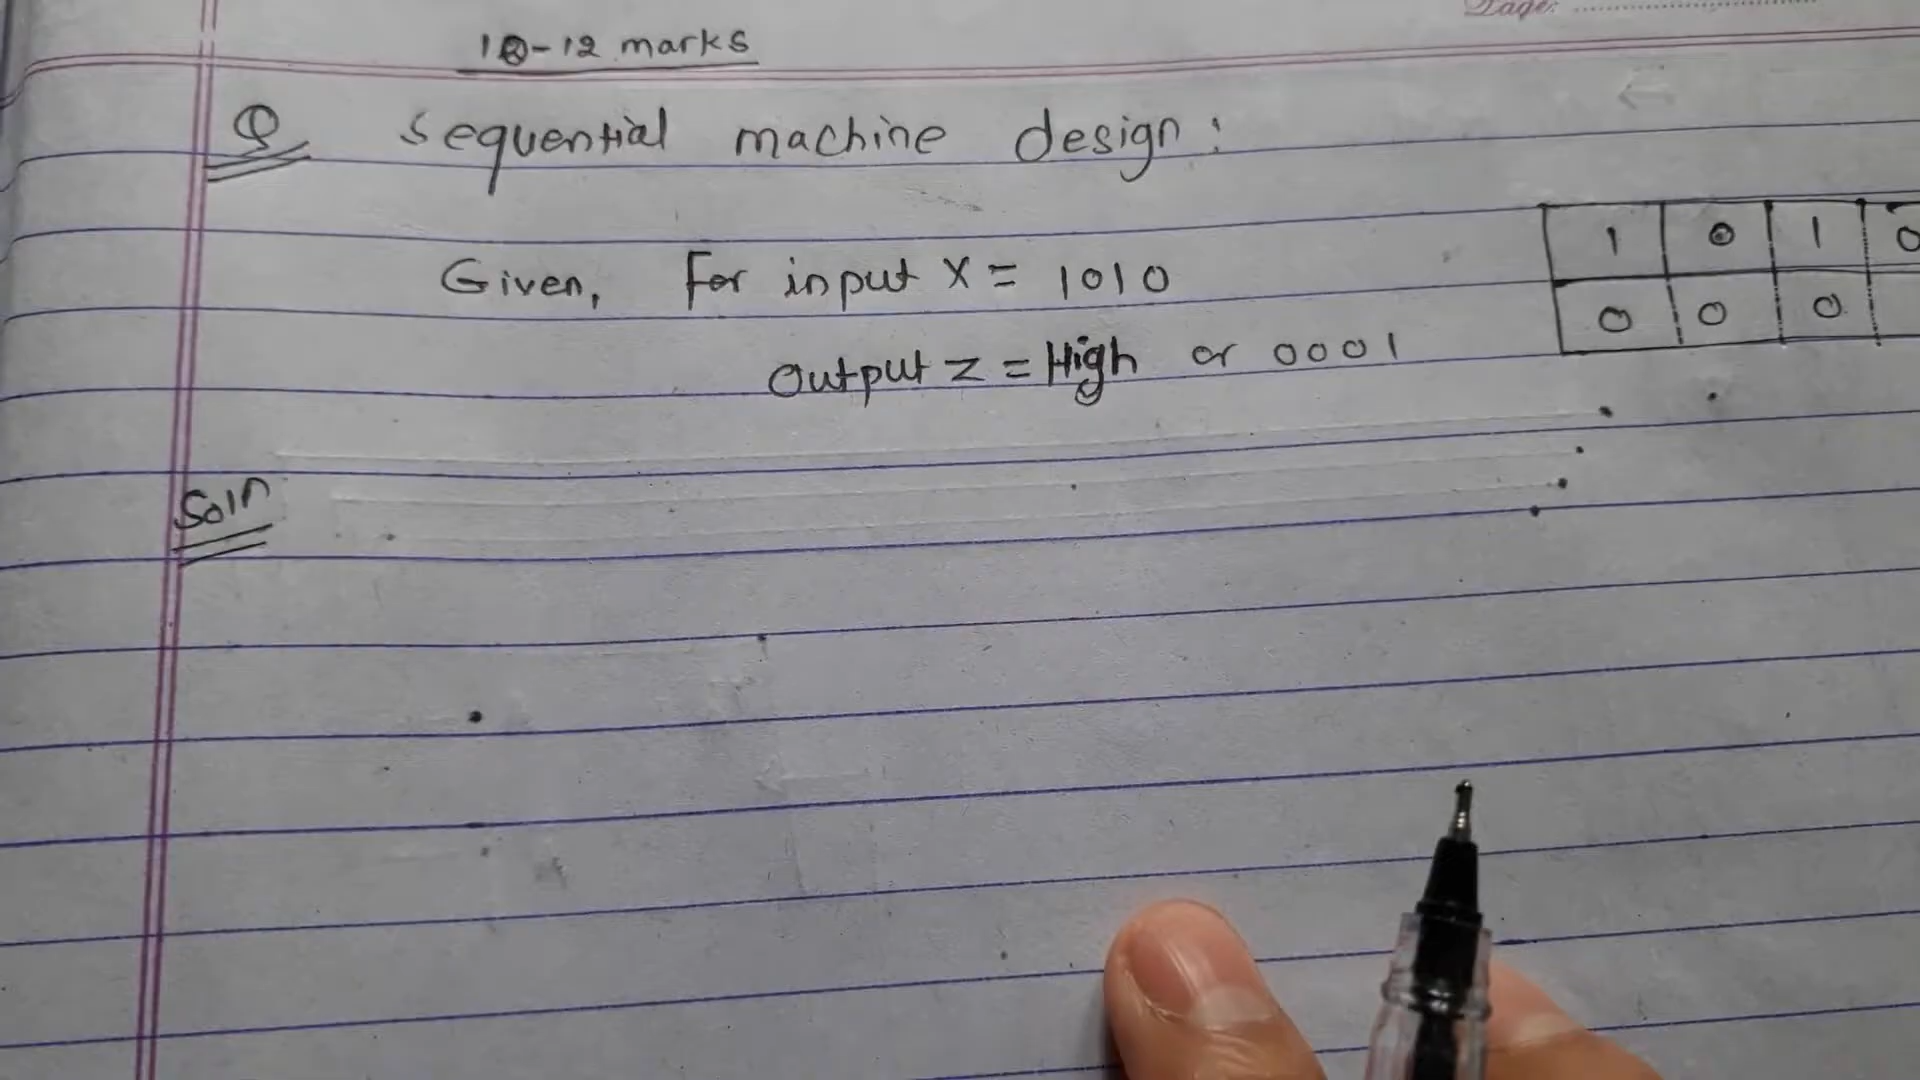 Page:
10-12 marks
Q Sequential machine design:
Given, For input X = 1010
Output Z = High or 0001
1 0 1 0
0 0 0
Soln